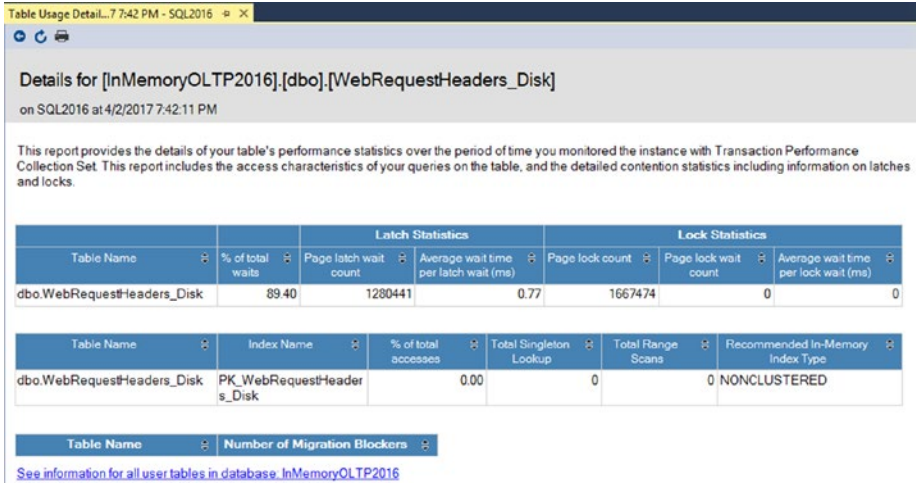 Table Usage Detail...7 7:42 PM - SQL2016
Details for [InMemoryOLTP2016].[dbo].[WebRequestHeaders_Disk]
on SQL2016 at 4/2/2017 7:42:11 PM
This report provides the details of your table's performance statistics over the period of time you monitored the instance with Transaction Performance
Collection Set. This report includes the access characteristics of your queries on the table, and the detailed contention statistics including information on latches
and locks.
Latch Statistics Lock Statistics
Table Name % of total waits Page latch wait count Average wait time per latch wait (ms) Page lock count Page lock wait count Average wait time per lock wait (ms)
dbo.WebRequestHeaders_Disk 89.40 1280441 0.77 1667474 0 0
Table Name Index Name % of total accesses Total Singleton Lookup Total Range Scans Recommended In-Memory Index Type
dbo.WebRequestHeaders_Disk PK_WebRequestHeader 0.00 0 0 NONCLUSTERED
s_Disk
Table Name Number of Migration Blockers
See information for all user tables in database: InMemoryOLTP2016